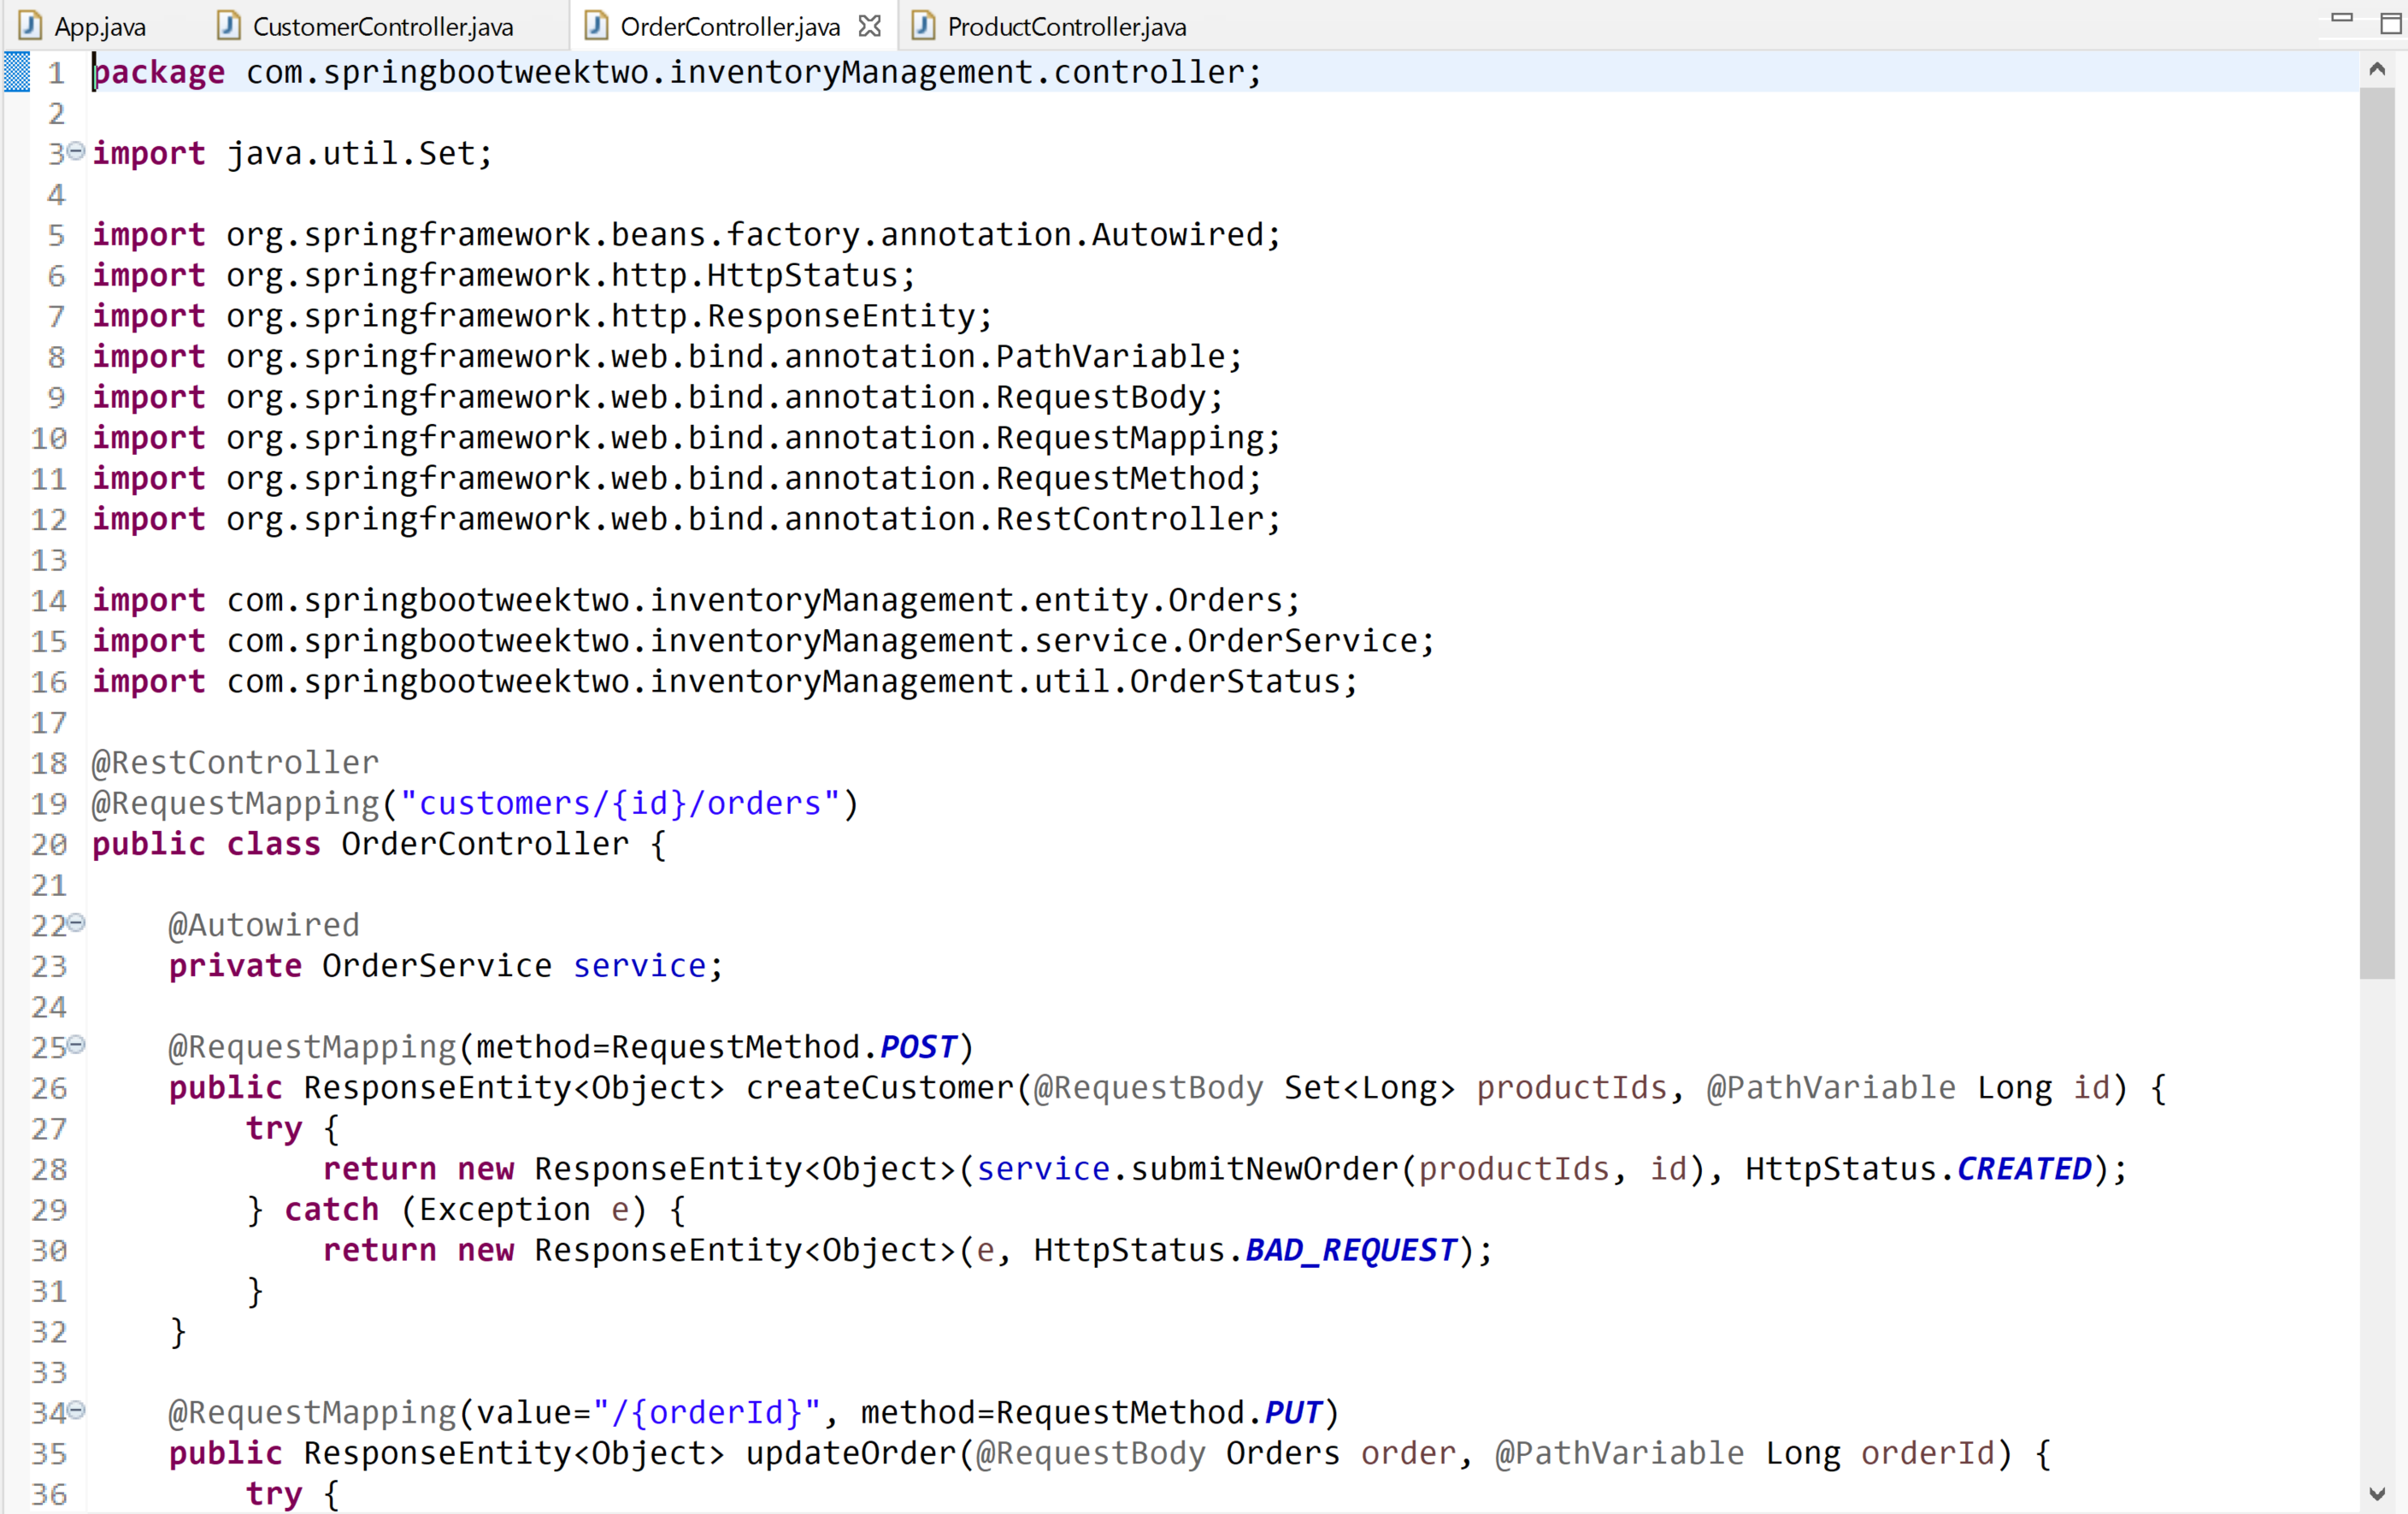 App.java CustomerController.java OrderController.java ProductController.java
1 package com.springbootweektwo.inventoryManagement.controller;
2
3 import java.util.Set;
4
5 import org.springframework.beans.factory.annotation.Autowired;
6 import org.springframework.http.HttpStatus;
7 import org.springframework.http.ResponseEntity;
8 import org.springframework.web.bind.annotation.PathVariable;
9 import org.springframework.web.bind.annotation.RequestBody;
10 import org.springframework.web.bind.annotation.RequestMapping;
11 import org.springframework.web.bind.annotation.RequestMethod;
12 import org.springframework.web.bind.annotation.RestController;
13
14 import com.springbootweektwo.inventoryManagement.entity.Orders;
15 import com.springbootweektwo.inventoryManagement.service.OrderService;
16 import com.springbootweektwo.inventoryManagement.util.OrderStatus;
17
18 @RestController
19 @RequestMapping("customers/{id}/orders")
20 public class OrderController {
21
22     @Autowired
23     private OrderService service;
24
25     @RequestMapping(method=RequestMethod.POST)
26     public ResponseEntity<Object> createCustomer(@RequestBody Set<Long> productIds, @PathVariable Long id) {
27         try {
28             return new ResponseEntity<Object>(service.submitNewOrder(productIds, id), HttpStatus.CREATED);
29         } catch (Exception e) {
30             return new ResponseEntity<Object>(e, HttpStatus.BAD_REQUEST);
31         }
32     }
33
34     @RequestMapping(value="/{orderId}", method=RequestMethod.PUT)
35     public ResponseEntity<Object> updateOrder(@RequestBody Orders order, @PathVariable Long orderId) {
36         try {